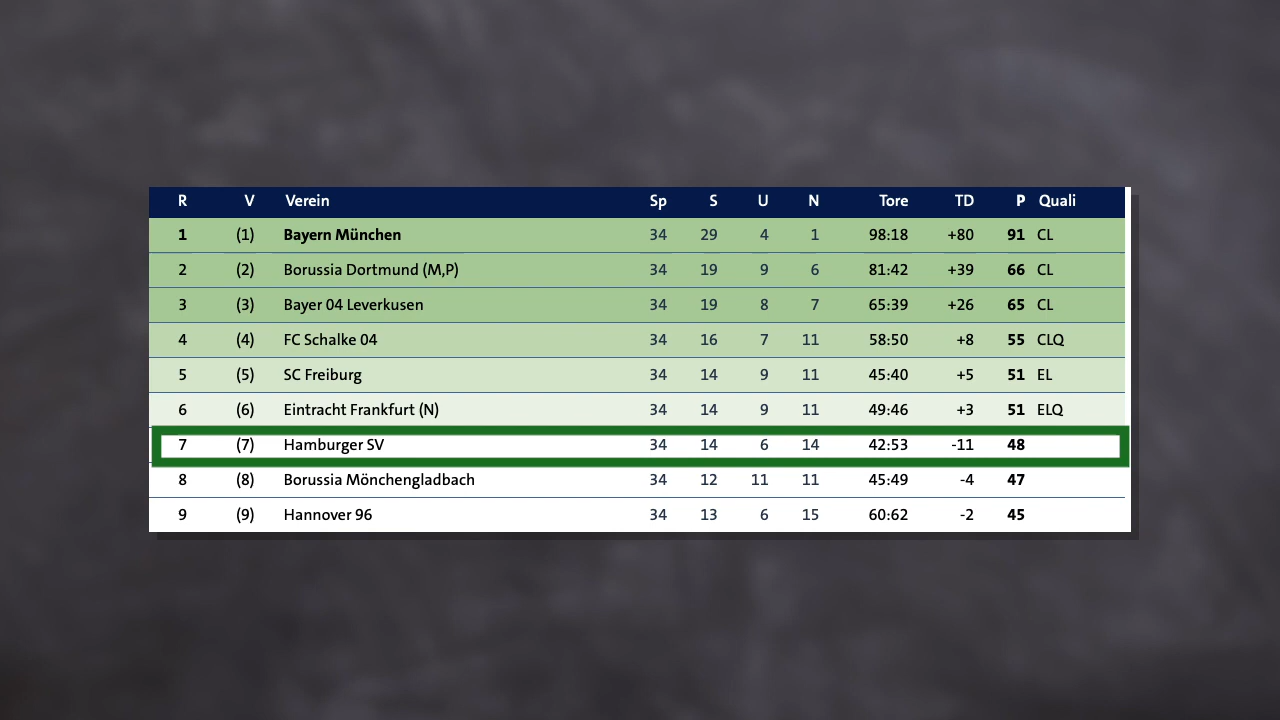 R V Verein Sp S U N Tore TD P Quali
1 (1) Bayern München 34 29 4 1 98:18 +80 91 CL
2 (2) Borussia Dortmund (M,P) 34 19 9 6 81:42 +39 66 CL
3 (3) Bayer 04 Leverkusen 34 19 8 7 65:39 +26 65 CL
4 (4) FC Schalke 04 34 16 7 11 58:50 +8 55 CLQ
5 (5) SC Freiburg 34 14 9 11 45:40 +5 51 EL
6 (6) Eintracht Frankfurt (N) 34 14 9 11 49:46 +3 51 ELQ
7 (7) Hamburger SV 34 14 6 14 42:53 -11 48
8 (8) Borussia Mönchengladbach 34 12 11 11 45:49 -4 47
9 (9) Hannover 96 34 13 6 15 60:62 -2 45